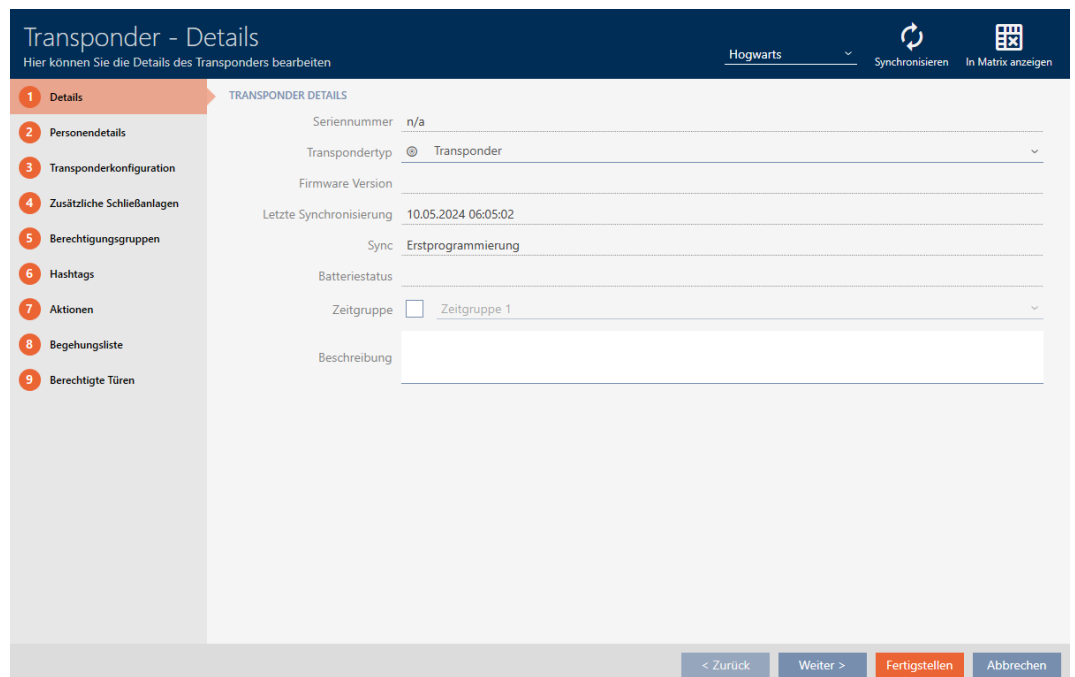 Transponder - Details
Hier können Sie die Details des Transponders bearbeiten
Hogwarts
Synchronisieren
In Matrix anzeigen
1 Details
2 Personendetails
3 Transponderkonfiguration
4 Zusätzliche Schließanlagen
5 Berechtigungsgruppen
6 Hashtags
7 Aktionen
8 Begehungsliste
9 Berechtigte Türen
TRANSPONDER DETAILS
Seriennummer n/a
Transpondertyp Transponder
Firmware Version
Letzte Synchronisierung 10.05.2024 06:05:02
Sync Erstprogrammierung
Batteriestatus
Zeitgruppe Zeitgruppe 1
Beschreibung
< Zurück Weiter > Fertigstellen Abbrechen